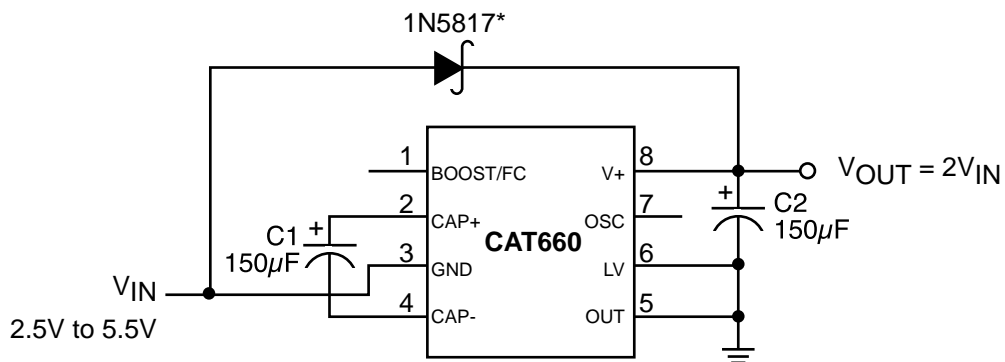 1N5817*
1
BOOST/FC
V+
8
VOUT = 2VIN
2
CAP+
OSC
7
+
C1
150µF
CAT660
+
C2
150µF
3
GND
LV
6
VIN
4
CAP-
OUT
5
2.5V to 5.5V